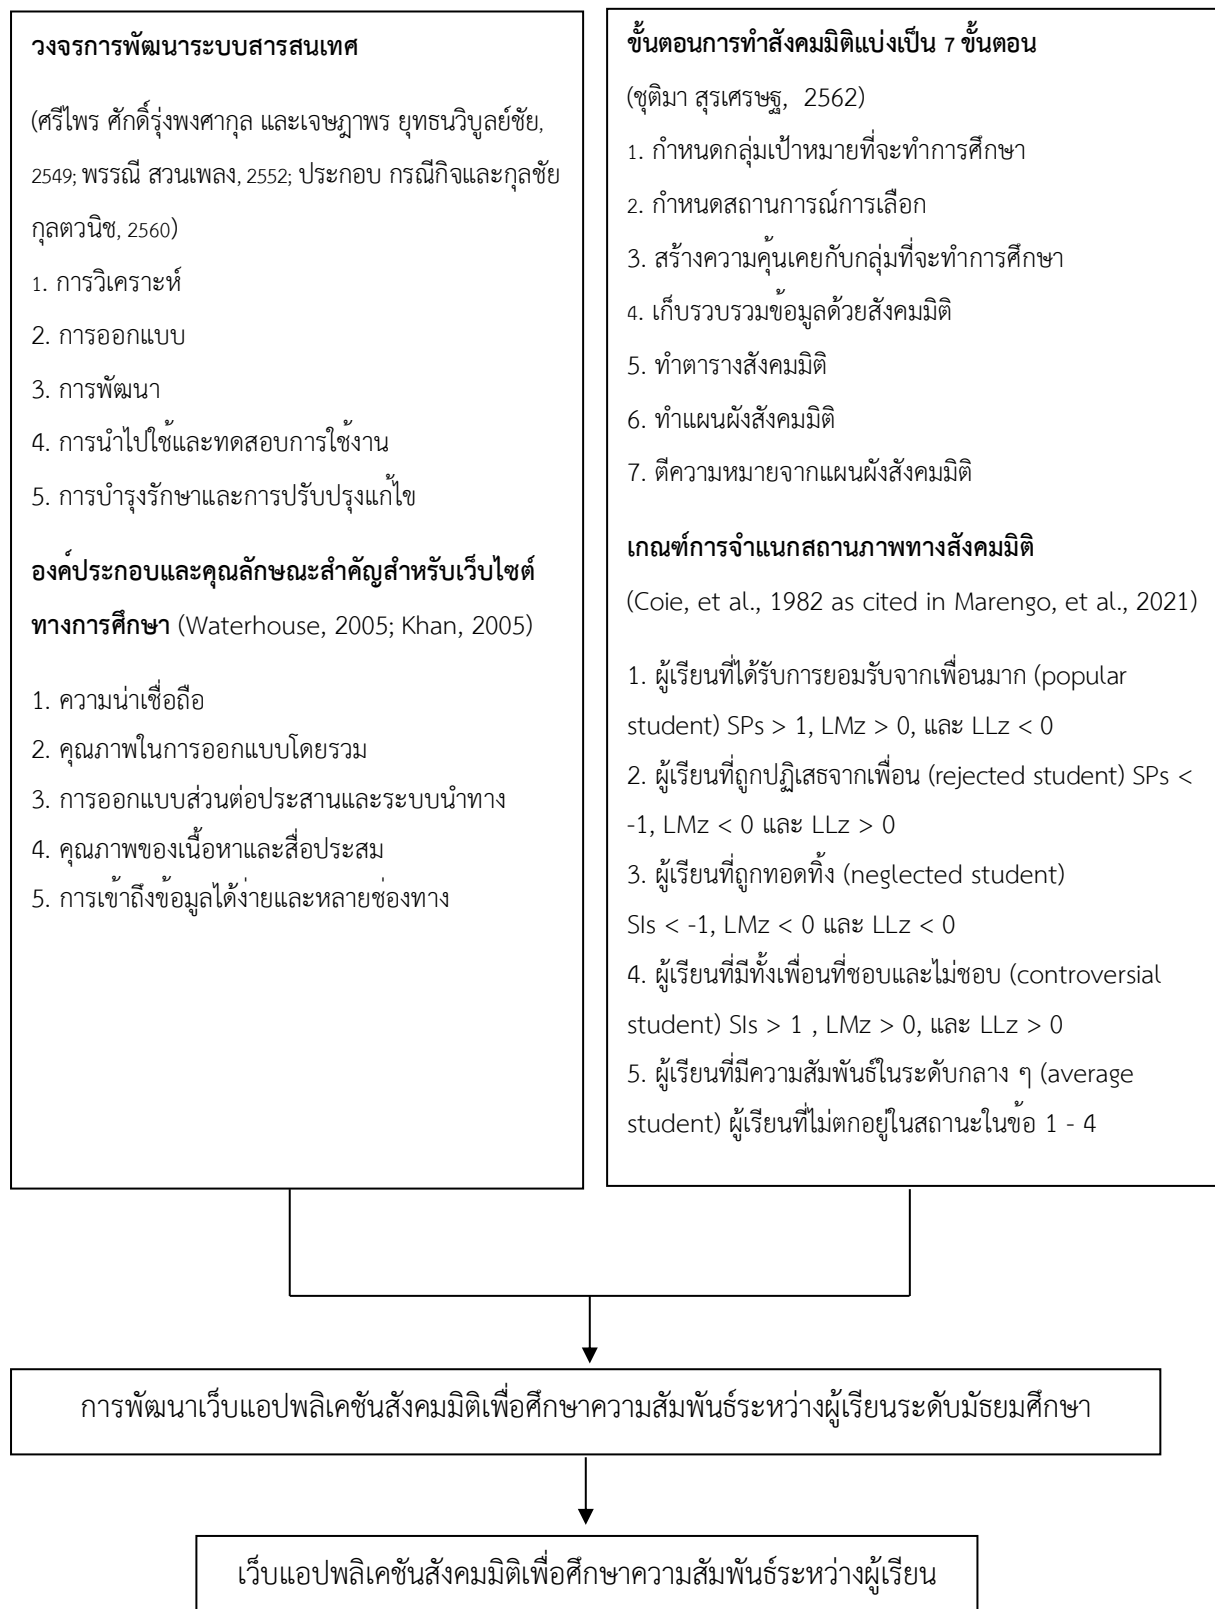 วงจรการพัฒนาระบบสารสนเทศ
(ศรีไพร ศักดิ์รุ่งพงศากุล และเจษฎาพร ยุทธนวิบูลย์ชัย,
2549; พรรณี สวนเพลง, 2552; ประกอบ กรณีกิจและกุลชัย
กุลตวนิช, 2560)
1. การวิเคราะห์
2. การออกแบบ
3. การพัฒนา
4. การนำไปใช้และทดสอบการใช้งาน
5. การบำรุงรักษาและการปรับปรุงแก้ไข
องค์ประกอบและคุณลักษณะสำคัญสำหรับเว็บไซต์
ทางการศึกษา (Waterhouse, 2005; Khan, 2005)
1. ความน่าเชื่อถือ
2. คุณภาพในการออกแบบโดยรวม
3. การออกแบบส่วนต่อประสานและระบบนำทาง
4. คุณภาพของเนื้อหาและสื่อประสม
5. การเข้าถึงข้อมูลได้ง่ายและหลายช่องทาง
ขั้นตอนการทำสังคมมิติแบ่งเป็น 7 ขั้นตอน
(ชุติมา สุรเศรษฐ, 2562)
1. กำหนดกลุ่มเป้าหมายที่จะทำการศึกษา
2. กำหนดสถานการณ์การเลือก
3. สร้างความคุ้นเคยกับกลุ่มที่จะทำการศึกษา
4. เก็บรวบรวมข้อมูลด้วยสังคมมิติ
5. ทำตารางสังคมมิติ
6. ทำแผนผังสังคมมิติ
7. ตีความหมายจากแผนผังสังคมมิติ
เกณฑ์การจำแนกสถานภาพทางสังคมมิติ
(Coie, et al., 1982 as cited in Marengo, et al., 2021)
1. ผู้เรียนที่ได้รับการยอมรับจากเพื่อนมาก (popular
student) SPs > 1, LMz > 0, และ LLz < 0
2. ผู้เรียนที่ถูกปฏิเสธจากเพื่อน (rejected student) SPs <
-1, LMz < 0 และ LLz > 0
3. ผู้เรียนที่ถูกทอดทิ้ง (neglected student)
SIs < -1, LMz < 0 และ LLz < 0
4. ผู้เรียนที่มีทั้งเพื่อนที่ชอบและไม่ชอบ (controversial
student) SIs > 1 , LMz > 0, และ LLz > 0
5. ผู้เรียนที่มีความสัมพันธ์ในระดับกลาง ๆ (average
student) ผู้เรียนที่ไม่ตกอยู่ในสถานะในข้อ 1 - 4
การพัฒนาเว็บแอปพลิเคชันสังคมมิติเพื่อศึกษาความสัมพันธ์ระหว่างผู้เรียนระดับมัธยมศึกษา
เว็บแอปพลิเคชันสังคมมิติเพื่อศึกษาความสัมพันธ์ระหว่างผู้เรียน